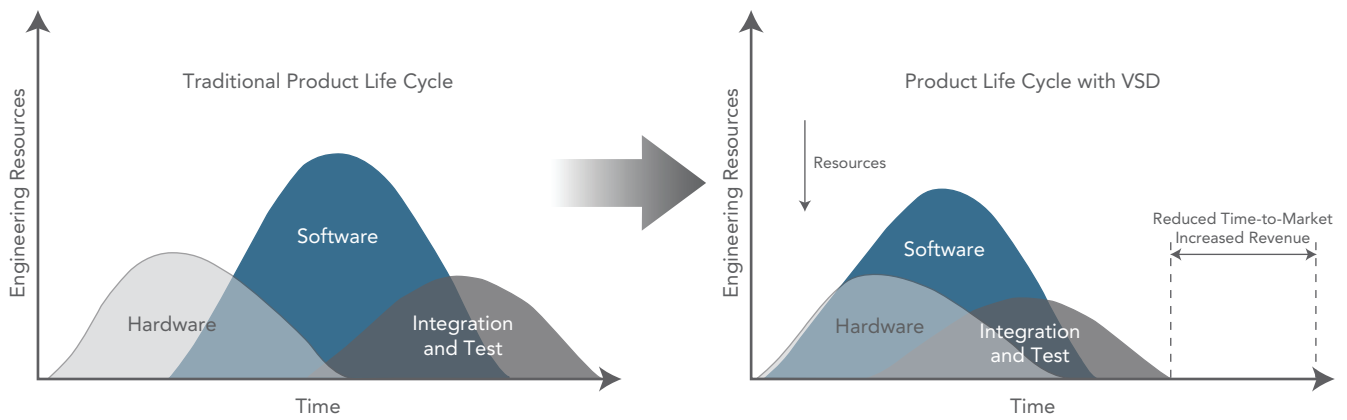 Traditional Product Life Cycle
Engineering Resources
Software
Hardware
Integration
and Test
Time
Product Life Cycle with VSD
Engineering Resources
Resources
Reduced Time-to-Market
Increased Revenue
Software
Hardware
Integration
and Test
Time